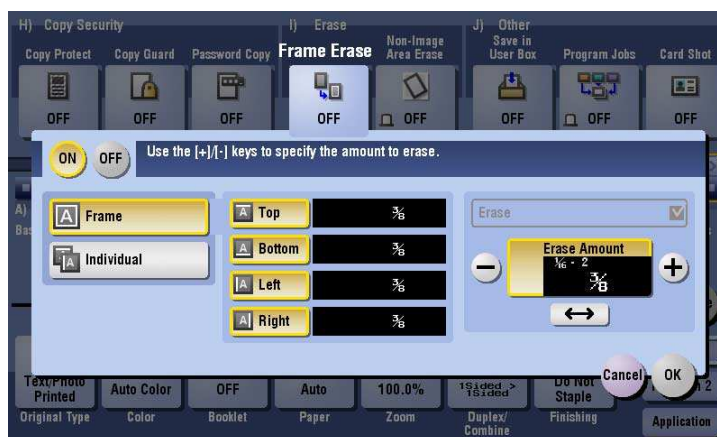 H) Copy Security
I) Erase
J) Other
Copy Protect
Copy Guard
Password Copy
Frame Erase
Non-Image
Area Erase
Save in
User Box
Program Jobs
Card Shot
OFF
OFF
OFF
OFF
OFF
OFF
OFF
OFF
ON
OFF
Use the [+]/[-] keys to specify the amount to erase.
A)
Bas
Frame
Individual
Top
3/8
Bottom
3/8
Left
3/8
Right
3/8
Erase
Erase Amount
1/16 - 2
3/8
Cancel
OK
Text/Photo
Printed
Auto Color
OFF
Auto
100.0%
1Sided >
1Sided
Do Not
Staple
2
Original Type
Color
Booklet
Paper
Zoom
Duplex/
Combine
Finishing
Application